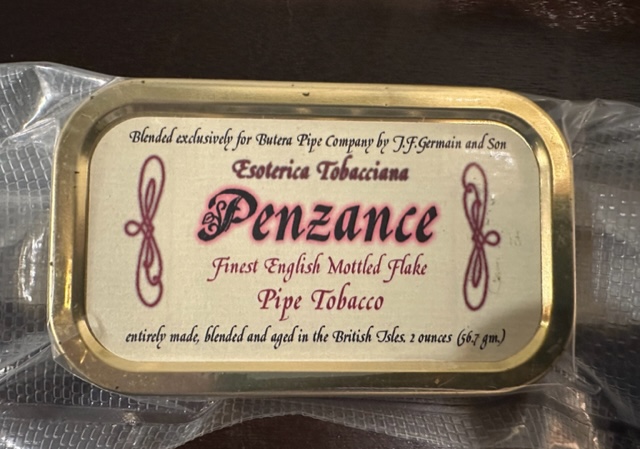 Blended exclusively for Butera Pipe Company by J.F.Germain and Son
Esoterica Tobacciana
Penzance
Finest English Mottled Flake
Pipe Tobacco
entirely made, blended and aged in the British Isles. 2 ounces (56.7 gm.)